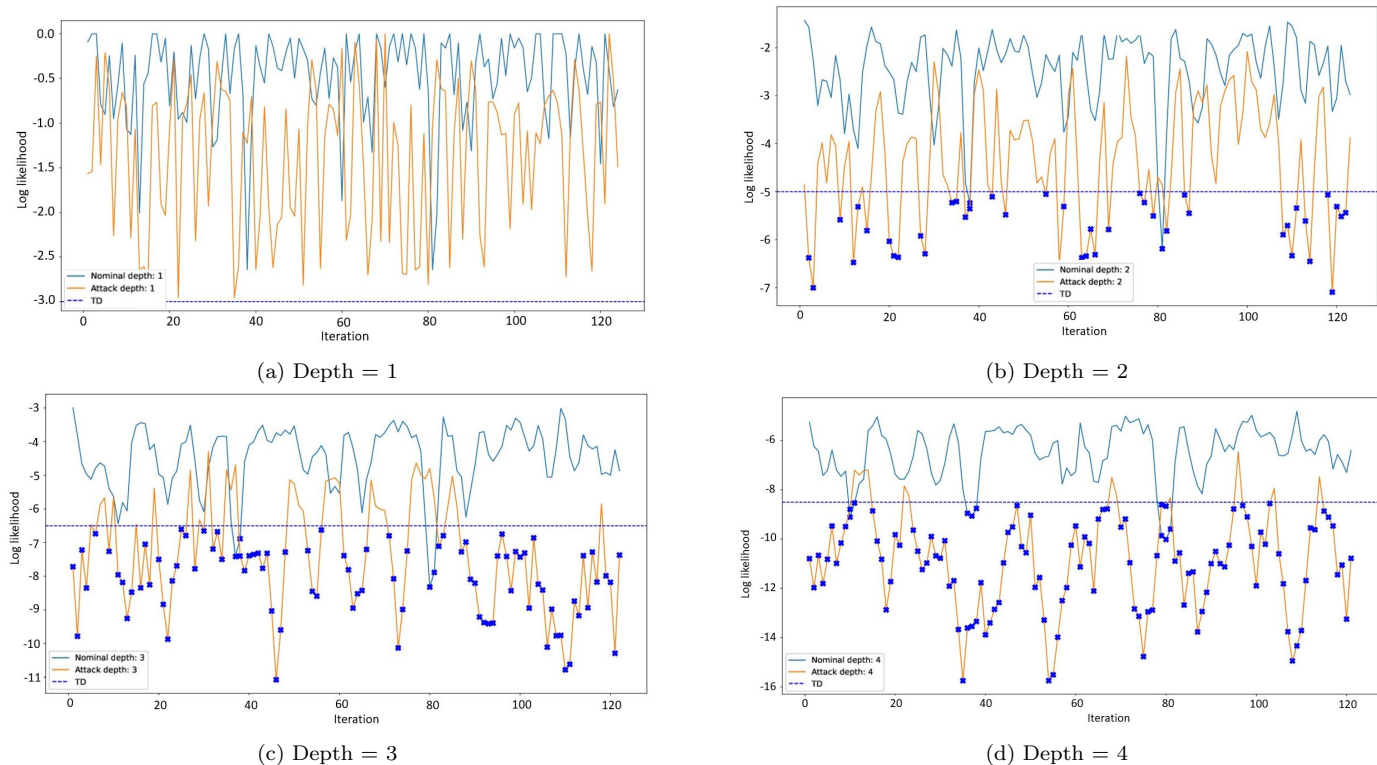 0.0
-0.5
-1.0
-1.5
-2.0
-2.5
-3.0
Log likelihood
Nominal depth: 1
Attack depth: 1
TD
0 20 40 60 80 100 120
Iteration
(a) Depth = 1
-2
-3
-4
-5
-6
-7
Log likelihood
Nominal depth: 2
Attack depth: 2
TD
0 20 40 60 80 100 120
Iteration
(b) Depth = 2
-3
-4
-5
-6
-7
-8
-9
-10
-11
Log likelihood
Nominal depth: 3
Attack depth: 3
TD
0 20 40 60 80 100 120
Iteration
(c) Depth = 3
-6
-8
-10
-12
-14
-16
Log likelihood
Nominal depth: 4
Attack depth: 4
TD
0 20 40 60 80 100 120
Iteration
(d) Depth = 4